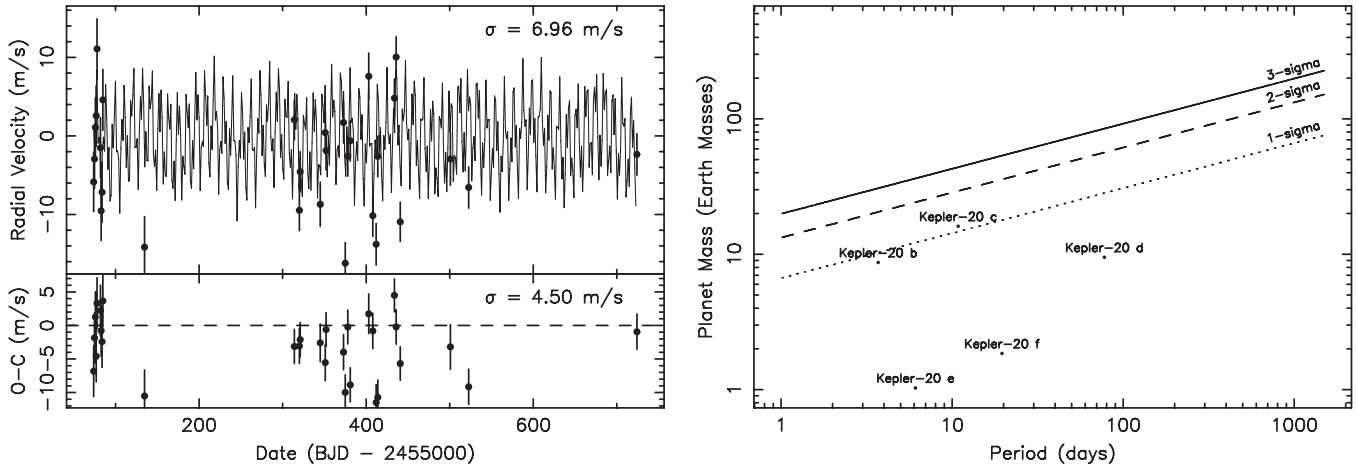 σ = 6.96 m/s
Radial Velocity (m/s)
10
0
−10
σ = 4.50 m/s
O−C (m/s)
5
0
−5
−10
200
400
600
Date (BJD − 2455000)
Planet Mass (Earth Masses)
100
10
1
3−sigma
2−sigma
1−sigma
Kepler−20 c
Kepler−20 b
Kepler−20 d
Kepler−20 f
Kepler−20 e
1
10
100
1000
Period (days)